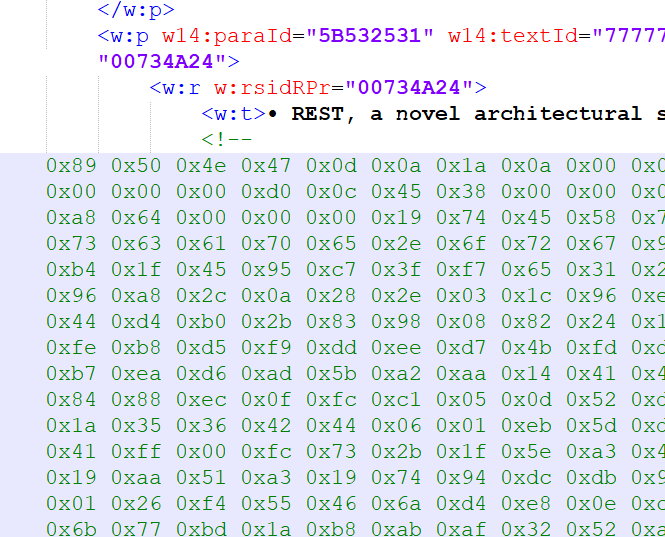 </w:p>
<w:p w14:paraId="5B532531" w14:textId="77777
"00734A24">
<w:r w:rsidRPr="00734A24">
<w:t>• REST, a novel architectural s
<!--
0x89 0x50 0x4e 0x47 0x0d 0x0a 0x1a 0x0a 0x00 0x0
0x00 0x00 0x00 0xd0 0x0c 0x45 0x38 0x00 0x00 0x0
0xa8 0x64 0x00 0x00 0x00 0x19 0x74 0x45 0x58 0x7
0x73 0x63 0x61 0x70 0x65 0x2e 0x6f 0x72 0x67 0x9
0xb4 0x1f 0x45 0x95 0xc7 0x3f 0xf7 0x65 0x31 0x2
0x96 0xa8 0x2c 0x0a 0x28 0x2e 0x03 0x1c 0x96 0xe
0x44 0xd4 0xb0 0x2b 0x83 0x98 0x08 0x82 0x24 0x1
0xfe 0xb8 0xd5 0xf9 0xdd 0xee 0xd7 0x4b 0xfd 0xd
0xb7 0xea 0xd6 0xad 0x5b 0xa2 0xaa 0x14 0x41 0x4
0x84 0x88 0xec 0x0f 0xfc 0xc1 0x05 0x0d 0x52 0xd
0x1a 0x35 0x36 0x42 0x44 0x06 0x01 0xeb 0x5d 0xd
0x41 0xff 0x00 0xfc 0x73 0x2b 0x1f 0x5e 0xa3 0x4
0x19 0xaa 0x51 0xa3 0x19 0x74 0x94 0xdc 0xdb 0x9
0x01 0x26 0xf4 0x55 0x46 0x6a 0xd4 0xe8 0x0e 0xc
0x6b 0x77 0xbd 0x1a 0xb8 0xab 0xaf 0x32 0x52 0xa